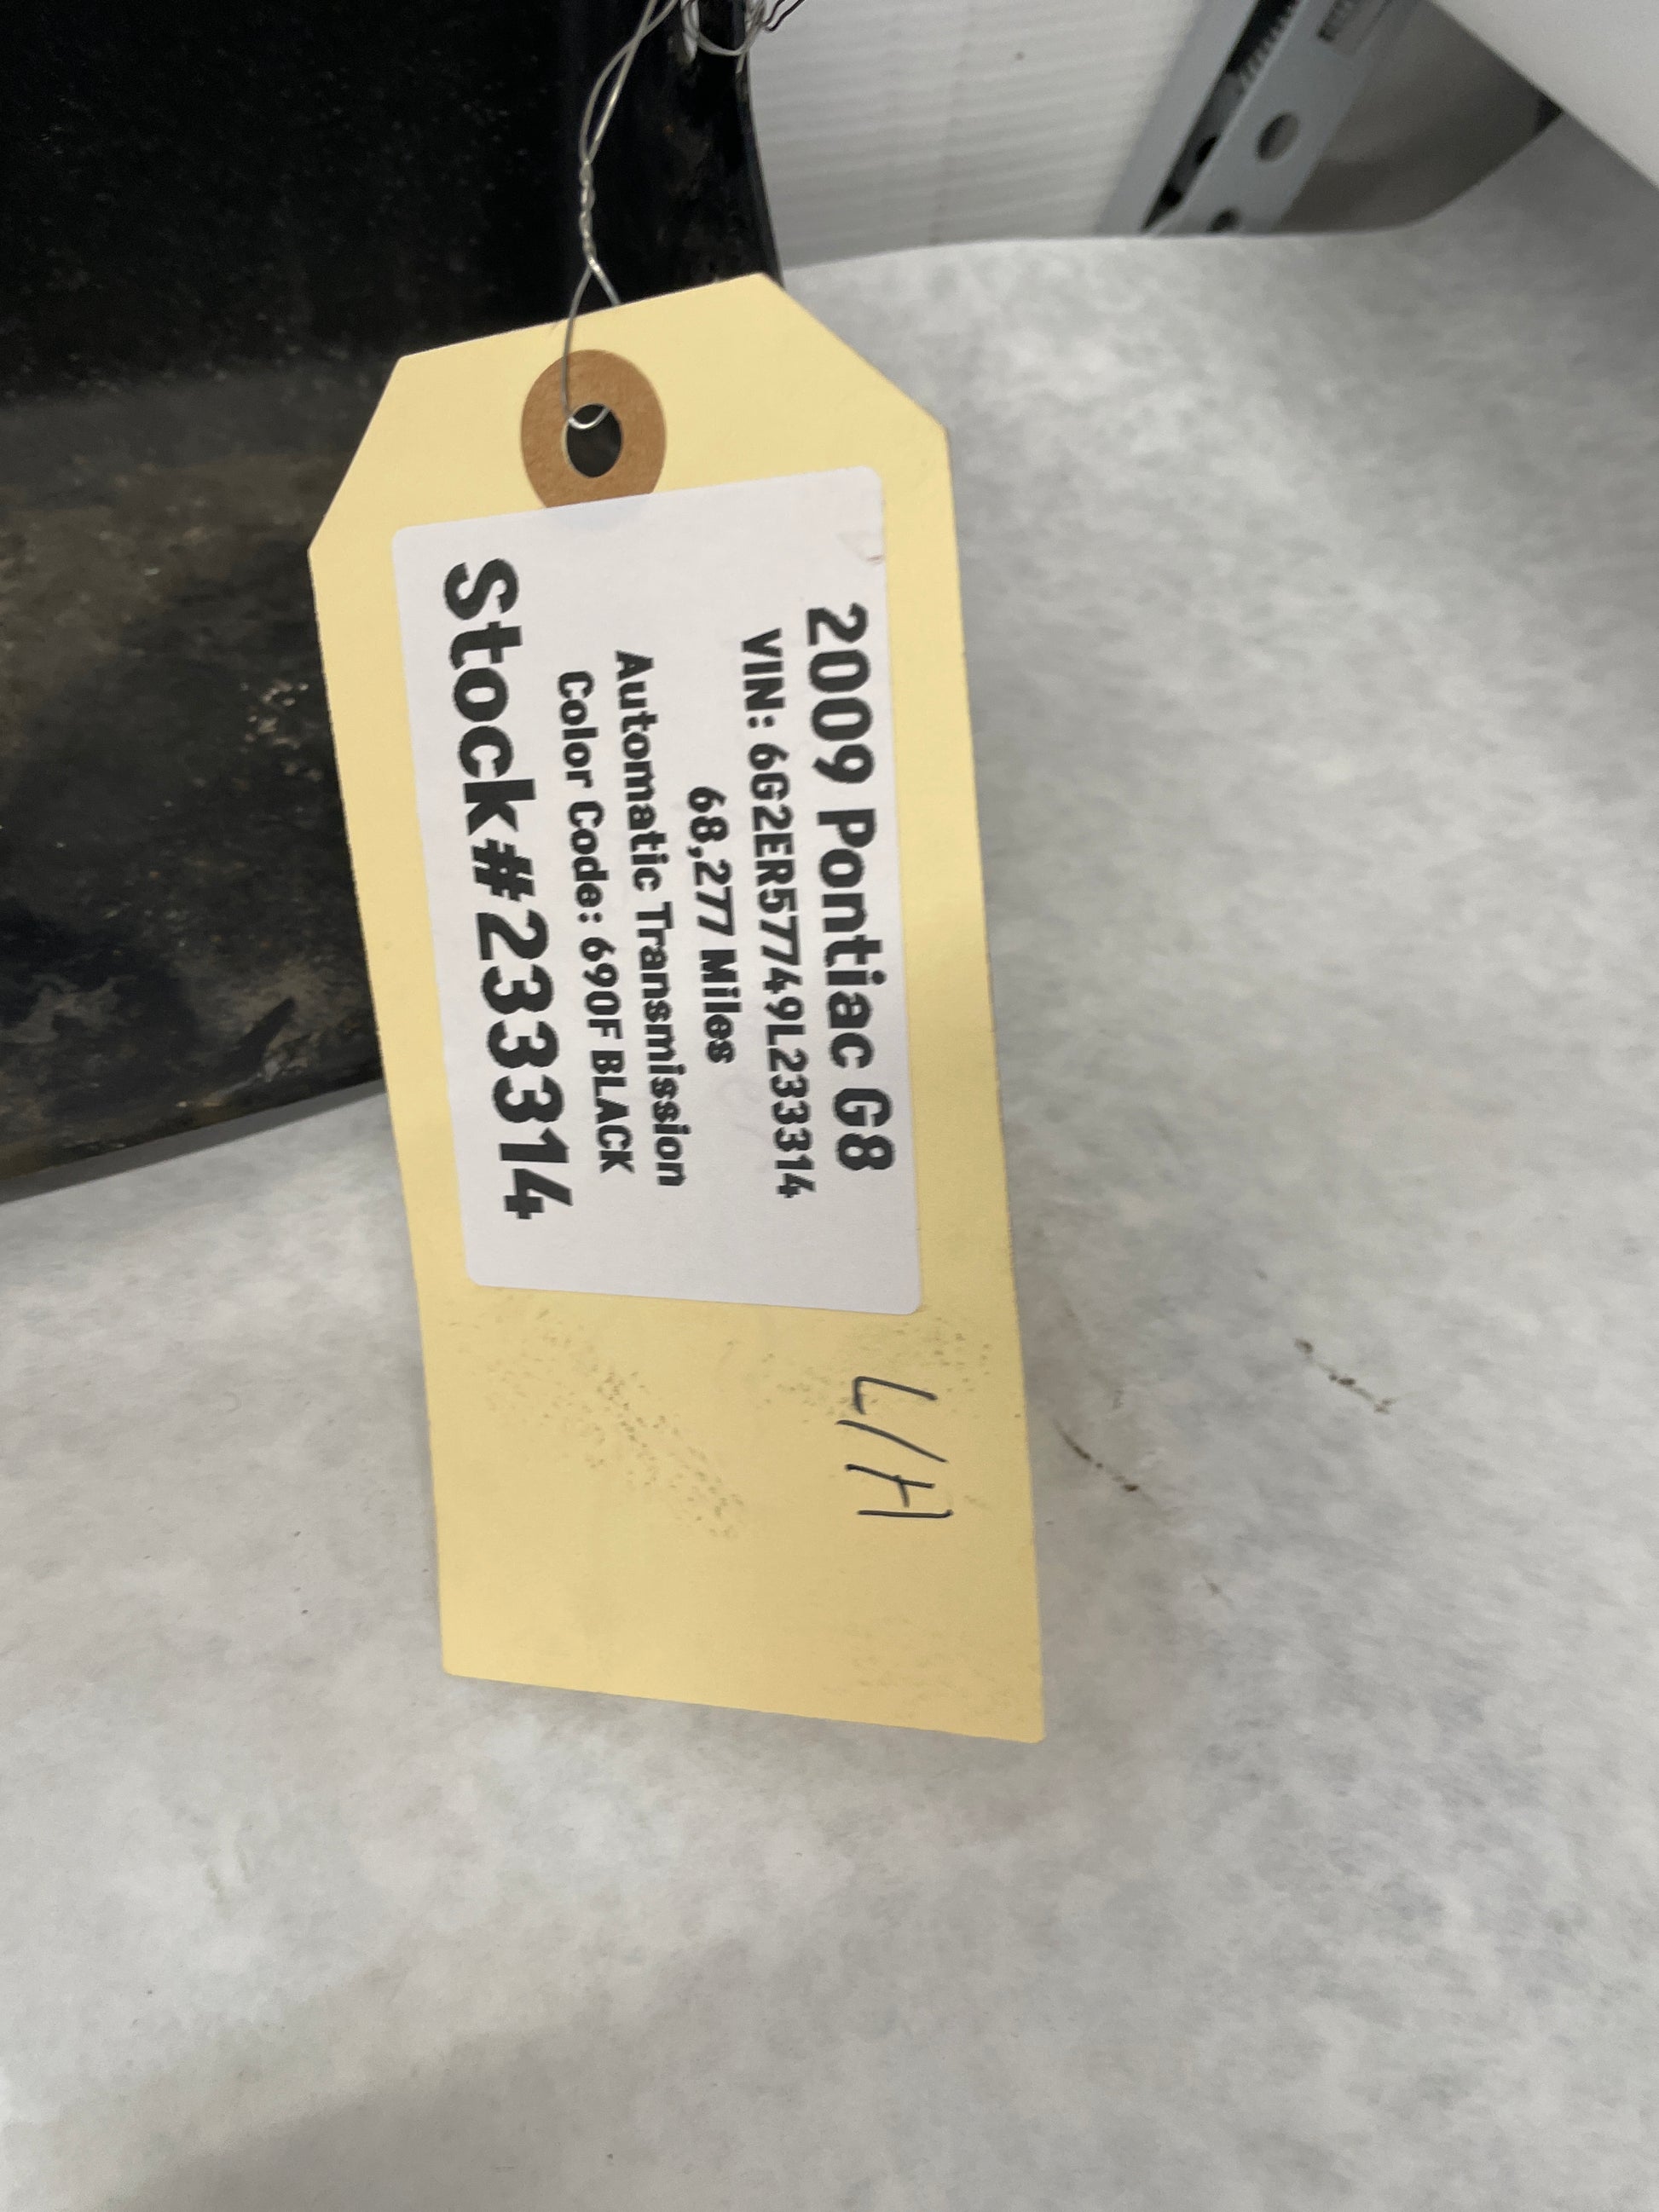 2009 Pontiac G8
VIN: 6G2ER57749L233314
68,277 Miles
Automatic Transmission
Color Code: 690F BLACK
Stock#233314
L/H